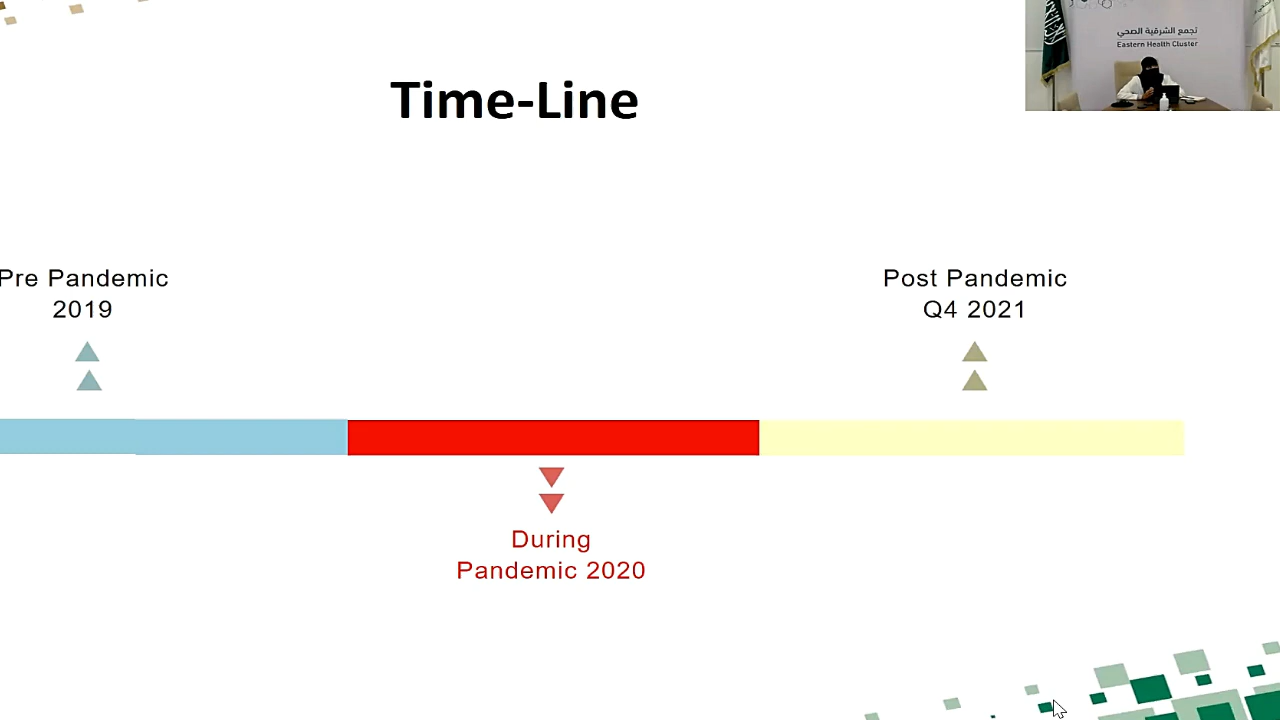 Time-Line
تجمع الشرقية الصحي
Eastern Health Cluster
Pre Pandemic
2019
Post Pandemic
Q4 2021
During
Pandemic 2020